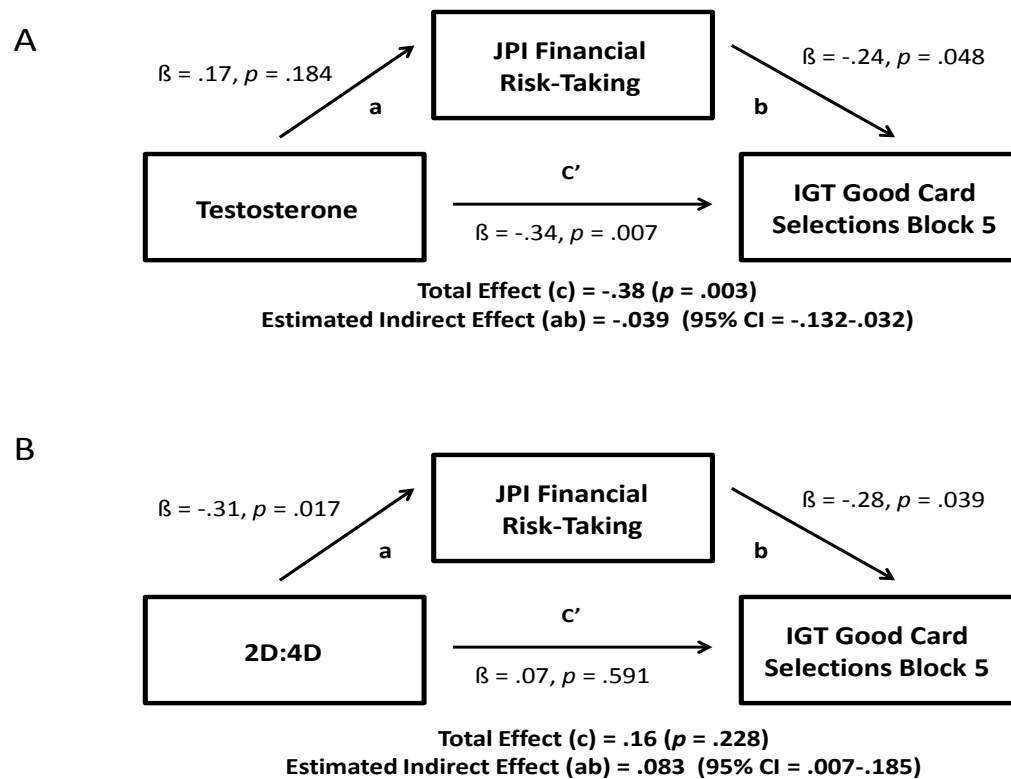 A
JPI Financial
Risk-Taking
ß = .17, p = .184
ß = -.24, p = .048
a
b
Testosterone
C’
ß = -.34, p = .007
IGT Good Card
Selections Block 5
Total Effect (c) = -.38 (p = .003)
Estimated Indirect Effect (ab) = -.039 (95% CI = -.132-.032)
B
JPI Financial
Risk-Taking
ß = -.31, p = .017
ß = -.28, p = .039
a
b
2D:4D
C’
ß = .07, p = .591
IGT Good Card
Selections Block 5
Total Effect (c) = .16 (p = .228)
Estimated Indirect Effect (ab) = .083 (95% CI = .007-.185)